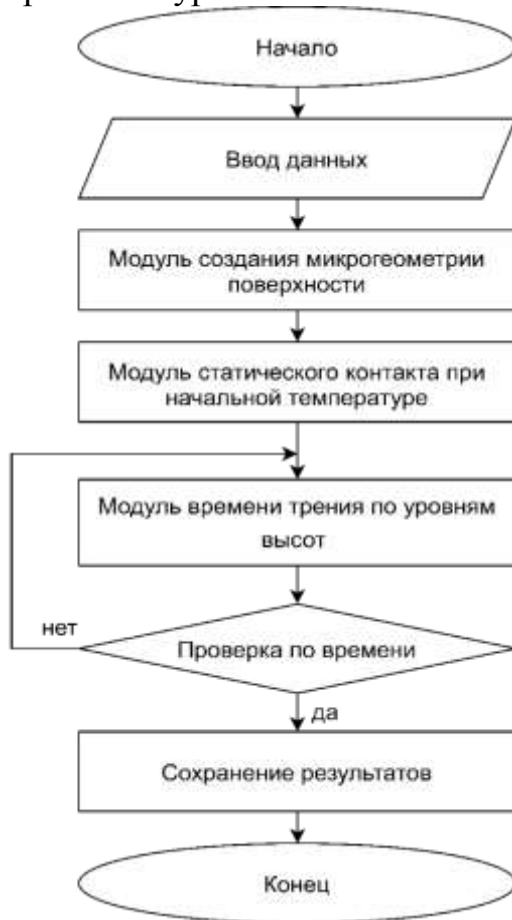 Начало
Ввод данных
Модуль создания микрогеометрии
поверхности
Модуль статического контакта при
начальной температуре
Модуль времени трения по уровням
высот
нет
Проверка по времени
да
Сохранение результатов
Конец